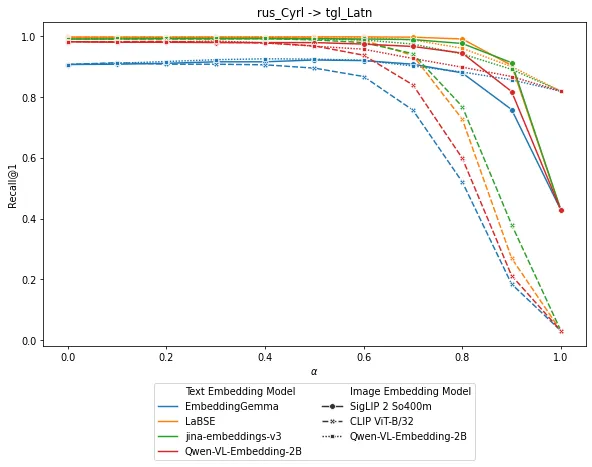 rus_Cyrl -> tgl_Latn
Recall@1
1.0
0.8
0.6
0.4
0.2
0.0
0.0 0.2 0.4 0.6 0.8 1.0
α
Text Embedding Model
EmbeddingGemma
LaBSE
jina-embeddings-v3
Qwen-VL-Embedding-2B
Image Embedding Model
SigLIP 2 So400m
CLIP ViT-B/32
Qwen-VL-Embedding-2B